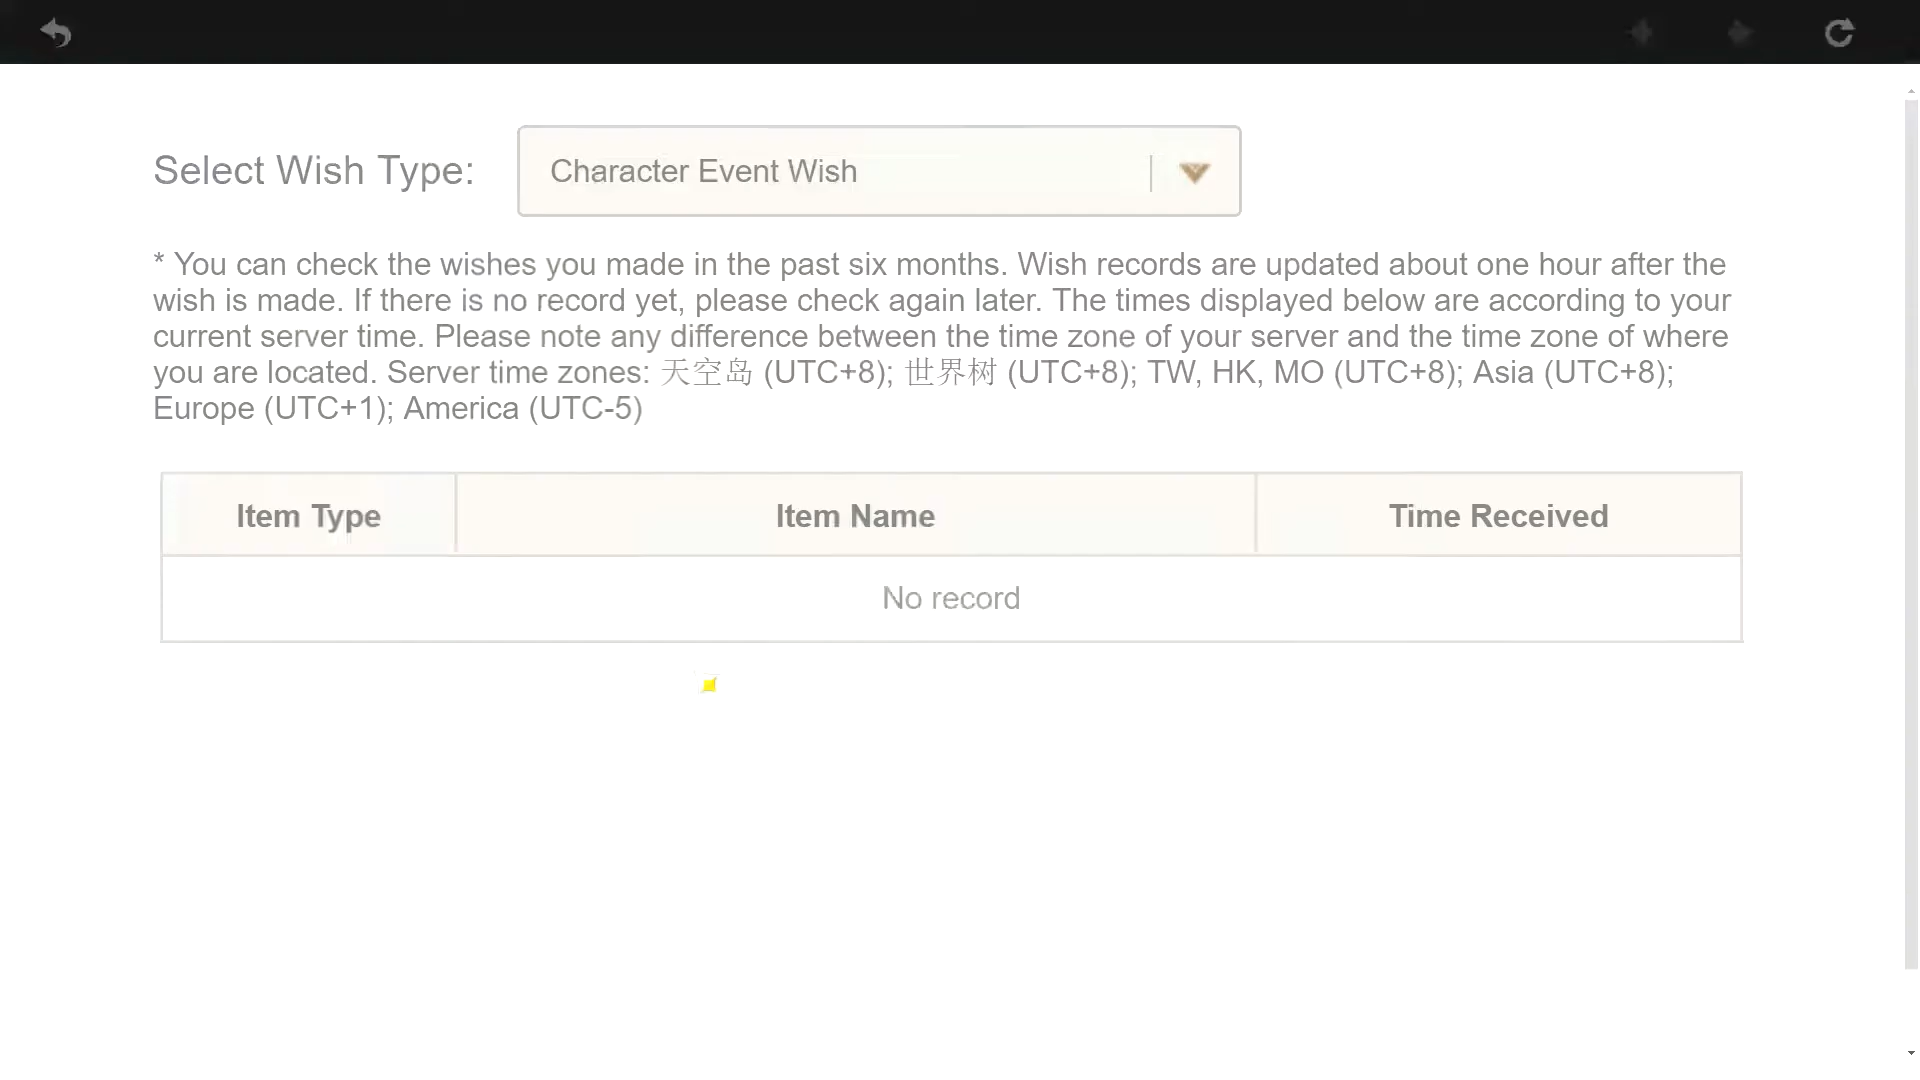 Select Wish Type:
Character Event Wish
* You can check the wishes you made in the past six months. Wish records are updated about one hour after the
wish is made. If there is no record yet, please check again later. The times displayed below are according to your
current server time. Please note any difference between the time zone of your server and the time zone of where
you are located. Server time zones: 天空岛 (UTC+8); 世界树 (UTC+8); TW, HK, MO (UTC+8); Asia (UTC+8);
Europe (UTC+1); America (UTC-5)
Item Type
Item Name
Time Received
No record